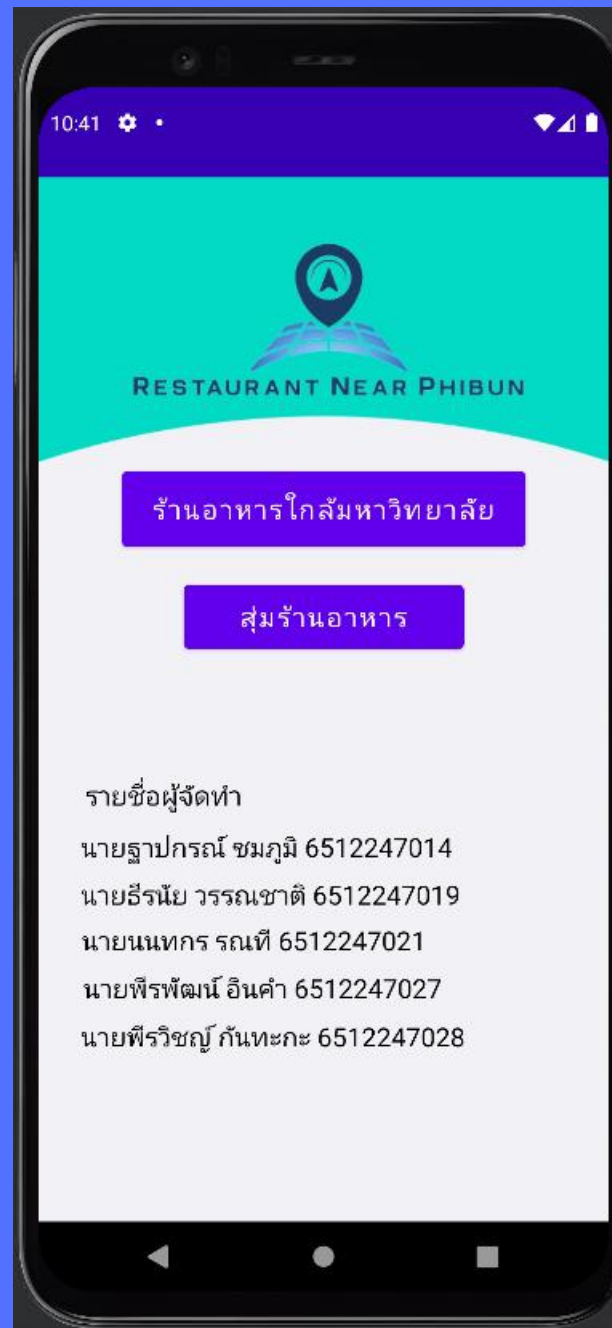 10:41
RESTAURANT NEAR PHIBUN
ร้านอาหารใกล้มหาวิทยาลัย
สุ่มร้านอาหาร
รายชื่อผู้จัดทำ
นายฐาปกรณ์ ชมภูมิ 6512247014
นายธีรนัย วรรณชาติ 6512247019
นายนนทกร รณที 6512247021
นายพีรพัฒน์ อินคำ 6512247027
นายพีรวิชญ์ กันทะกะ 6512247028